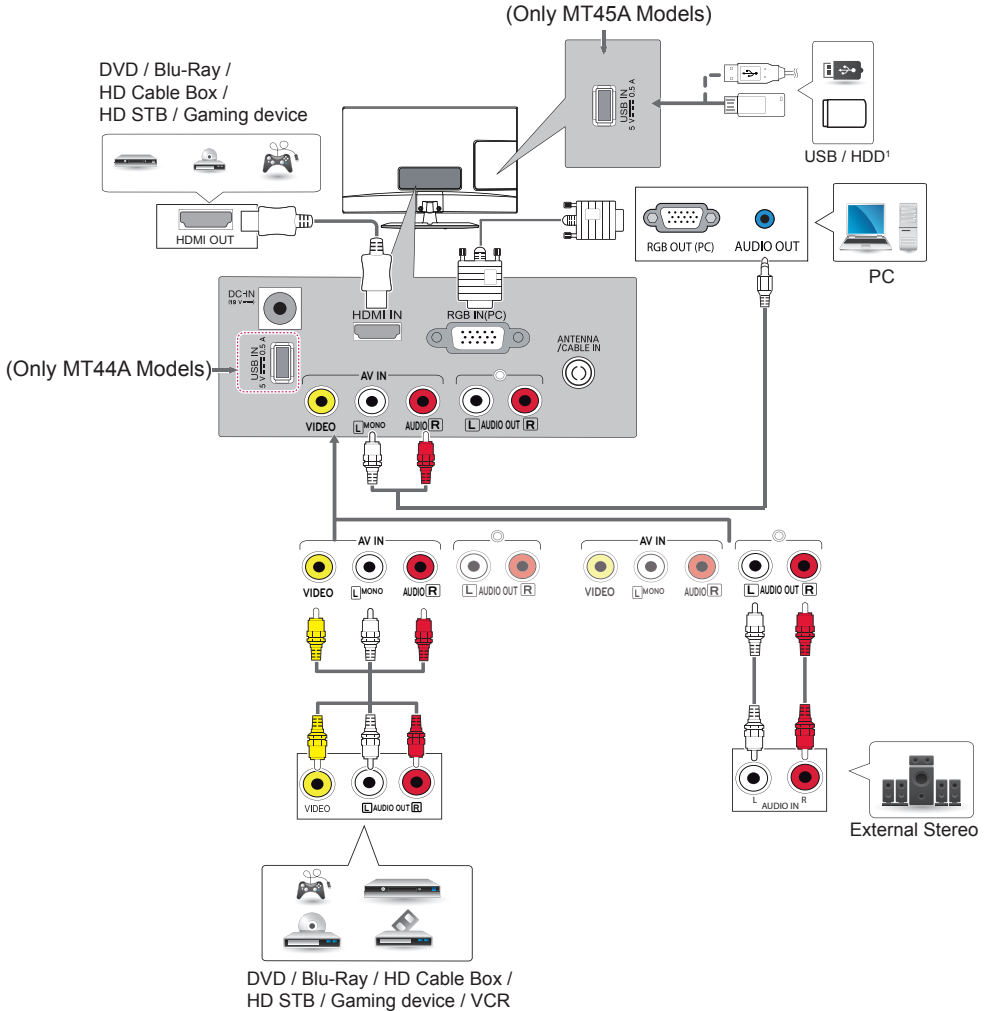 (Only MT45A Models)
DVD / Blu-Ray /
HD Cable Box /
HD STB / Gaming device
USB IN
5 V 0.5 A
USB / HDD¹
HDMI OUT
RGB OUT (PC)
AUDIO OUT
PC
DC-IN
(19 V)
HDMI IN
RGB IN(PC)
ANTENNA
/CABLE IN
(Only MT44A Models)
USB IN
5 V 0.5 A
AV IN
VIDEO
L MONO
AUDIO R
L AUDIO OUT R
AV IN
VIDEO
L MONO
AUDIO R
L AUDIO OUT R
AV IN
VIDEO
L MONO
AUDIO R
L AUDIO OUT R
VIDEO
L AUDIO OUT R
L R
AUDIO IN
External Stereo
DVD / Blu-Ray / HD Cable Box /
HD STB / Gaming device / VCR